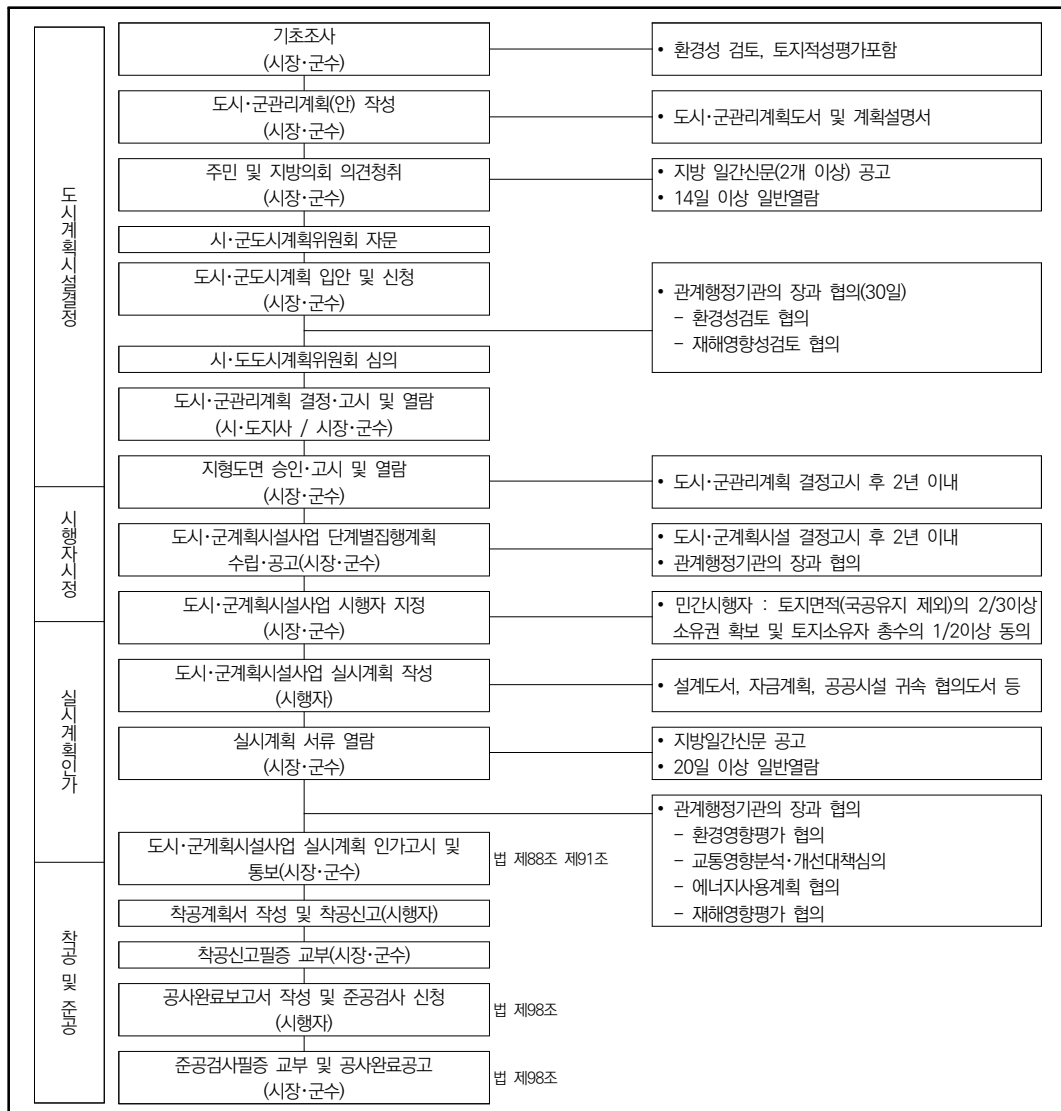 도시계획시설결정
기초조사
(시장·군수)
• 환경성 검토, 토지적성평가포함
도시·군관리계획(안) 작성
(시장·군수)
• 도시·군관리계획도서 및 계획설명서
주민 및 지방의회 의견청취
(시장·군수)
• 지방 일간신문(2개 이상) 공고
• 14일 이상 일반열람
시·군도시계획위원회 자문
도시·군도시계획 입안 및 신청
(시장·군수)
• 관계행정기관의 장과 협의(30일)
– 환경성검토 협의
– 재해영향성검토 협의
시·도도시계획위원회 심의
도시·군관리계획 결정·고시 및 열람
(시·도지사 / 시장·군수)
지형도면 승인·고시 및 열람
(시장·군수)
• 도시·군관리계획 결정고시 후 2년 이내
시행자시정
도시·군계획시설사업 단계별집행계획
수립·공고(시장·군수)
• 도시·군계획시설 결정고시 후 2년 이내
• 관계행정기관의 장과 협의
도시·군계획시설사업 시행자 지정
(시장·군수)
• 민간시행자 : 토지면적(국공유지 제외)의 2/3이상
소유권 확보 및 토지소유자 총수의 1/2이상 동의
실시계획인가
도시·군계획시설사업 실시계획 작성
(시행자)
• 설계도서, 자금계획, 공공시설 귀속 협의도서 등
실시계획 서류 열람
(시장·군수)
• 지방일간신문 공고
• 20일 이상 일반열람
• 관계행정기관의 장과 협의
– 환경영향평가 협의
– 교통영향분석·개선대책심의
– 에너지사용계획 협의
– 재해영향평가 협의
도시·군게획시설사업 실시계획 인가고시 및
통보(시장·군수)
법 제88조 제91조
착공 및 준공
착공계획서 작성 및 착공신고(시행자)
착공신고필증 교부(시장·군수)
공사완료보고서 작성 및 준공검사 신청
(시행자)
법 제98조
준공검사필증 교부 및 공사완료공고
(시장·군수)
법 제98조